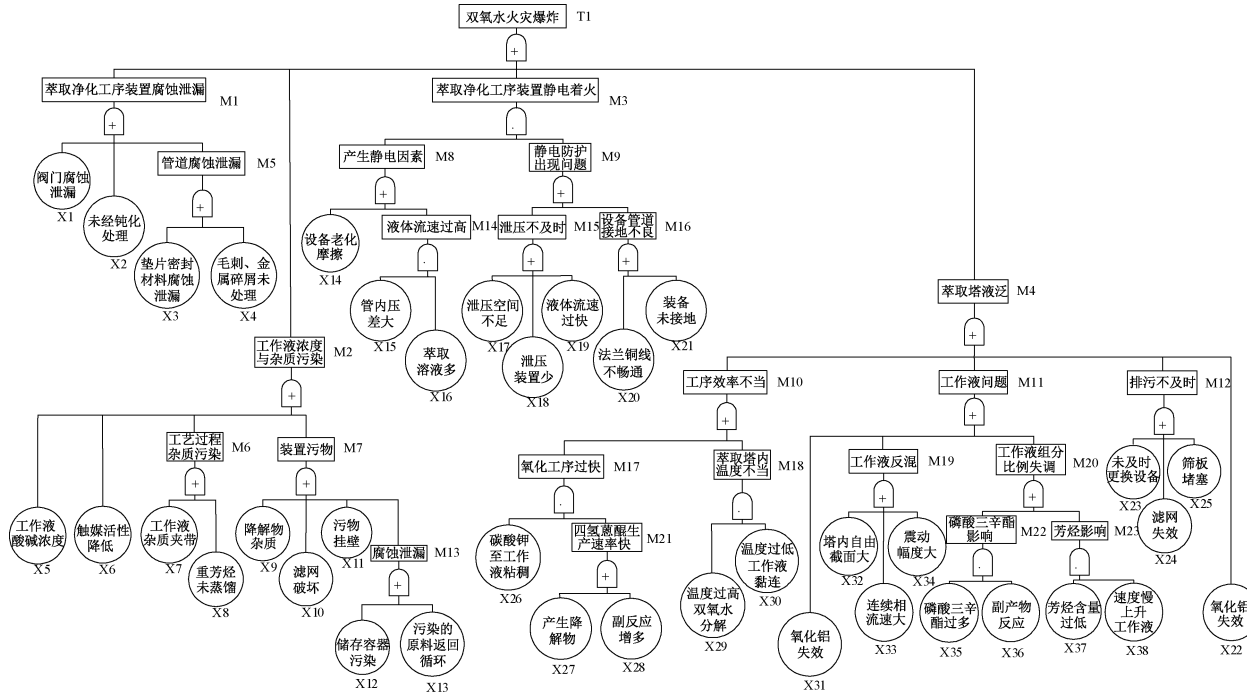 双氧水火灾爆炸 T1
+
萃取净化工序装置腐蚀泄漏 M1
萃取净化工序装置静电着火 M3
+
.
阀门腐蚀
泄漏
X1
未经钝化
处理
X2
管道腐蚀泄漏 M5
+
垫片密封
材料腐蚀
泄漏
X3
毛刺、金
属碎屑未
处理
X4
产生静电因素 M8
+
静电防护
出现问题
M9
+
设备老化
摩擦
X14
液体流速过高 M14
.
管内压
差大
X15
萃取
溶液多
X16
泄压不及时 M15
+
泄压空间
不足
X17
泄压
装置少
X18
液体流速
过快
X19
设备管道
接地不良
M16
+
法兰铜线
不畅通
X20
装备
未接地
X21
工作液浓度
与杂质污染
M2
+
工作液
酸碱浓度
X5
触媒活性
降低
X6
工艺过程
杂质污染
M6
+
工作液
杂质夹带
X7
重芳烃
未蒸馏
X8
装置污物 M7
+
降解物
杂质
X9
滤网
破坏
X10
污物
挂壁
X11
腐蚀泄漏 M13
+
储存容器
污染
X12
污染的
原料返回
循环
X13
萃取塔液泛 M4
+
工序效率不当 M10
+
氧化工序过快 M17
.
碳酸钾
至工作
液粘稠
X26
四氢蒽醌生
产速率快
M21
+
产生降
解物
X27
副反应
增多
X28
萃取塔内
温度不当
M18
.
温度过高
双氧水
分解
X29
温度过低
工作液
黏连
X30
工作液问题 M11
+
氧化铝
失效
X31
工作液反混 M19
+
塔内自由
截面大
X32
连续相
流速大
X33
震动
幅度大
X34
工作液组分
比例失调
M20
+
磷酸三辛酯
影响
M22
.
磷酸三辛
酯过多
X35
副产物
反应
X36
芳烃影响 M23
.
芳烃含量
过低
X37
速度慢
上升
工作液
X38
排污不及时 M12
+
未及时
更换设备
X23
滤网
失效
X24
筛板
堵塞
X25
氧化铝
失效
X22